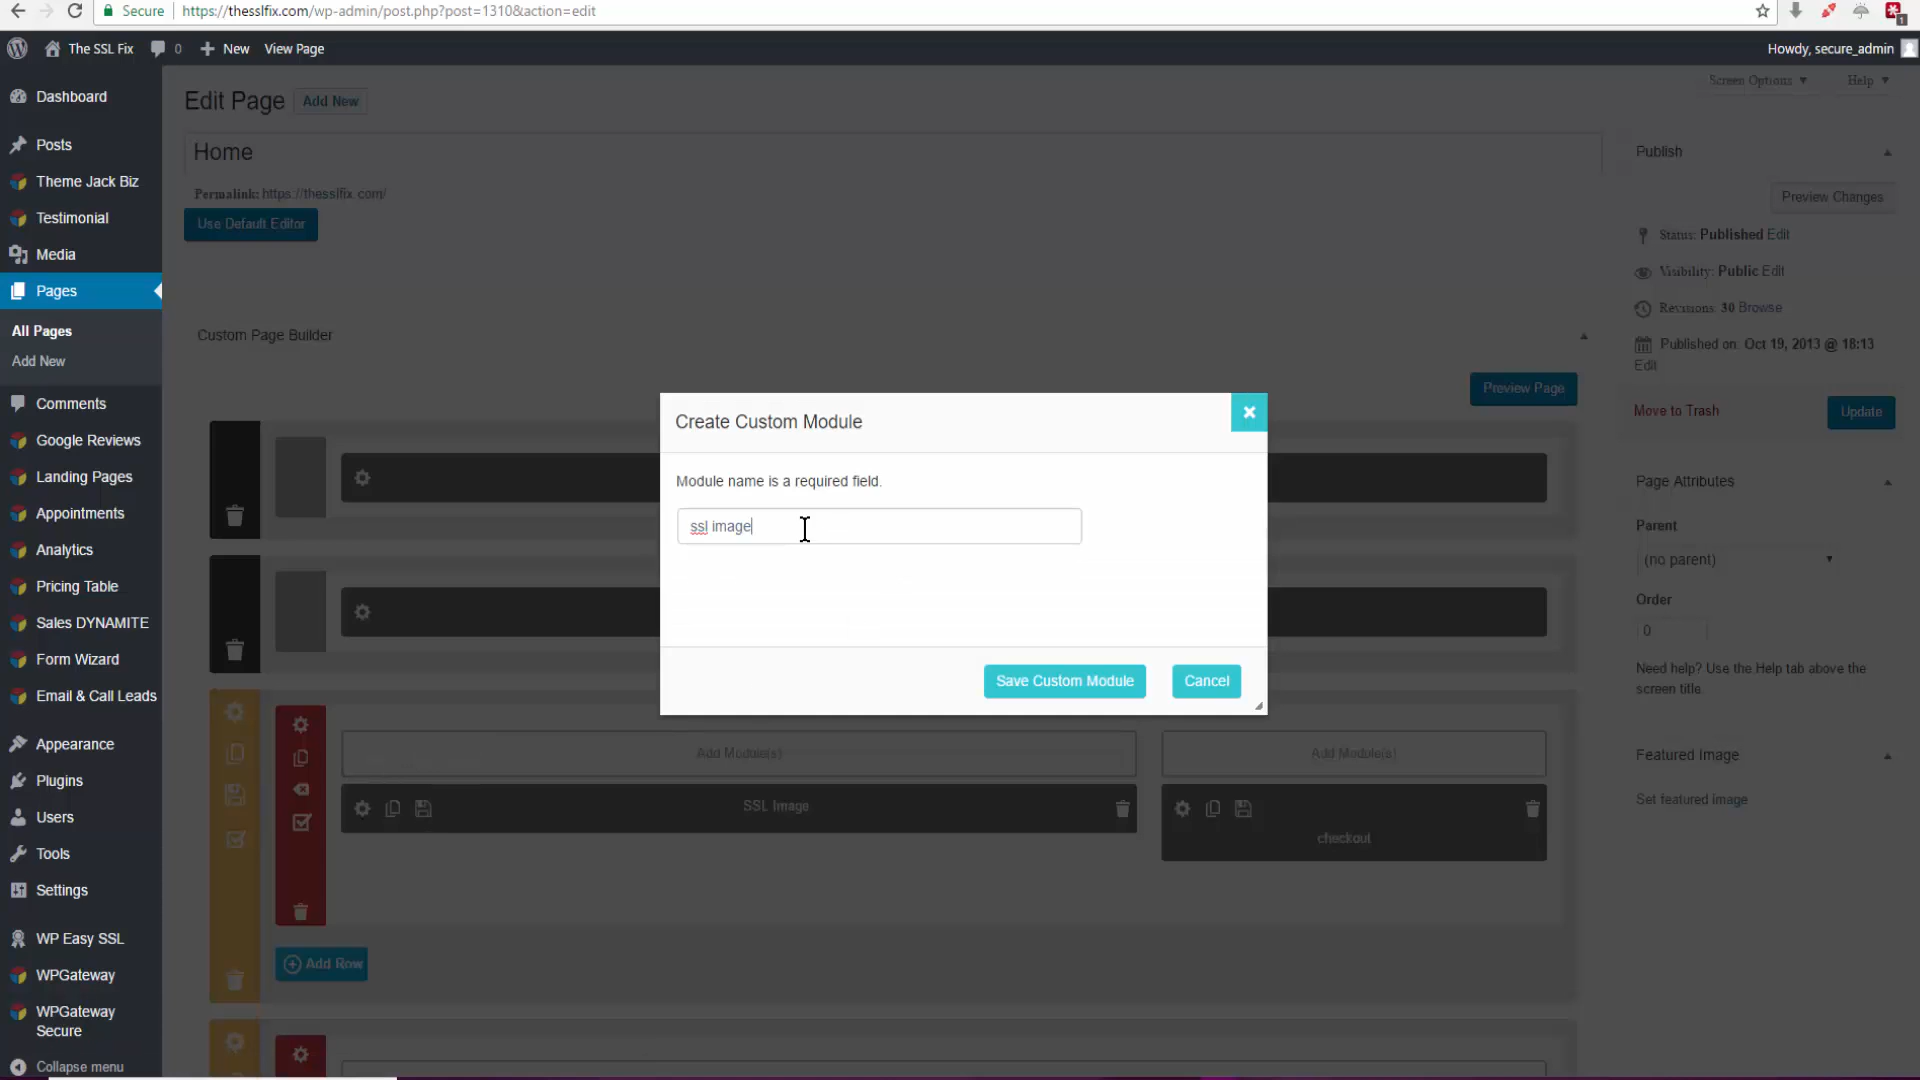 Secure
https://thesslfix.com/wp-admin/post.php?post=1310&action=edit
1
The SSL Fix
0
New
View Page
Howdy, secure_admin
Dashboard
Posts
Theme Jack Biz
Testimonial
Media
Pages
All Pages
Add New
Comments
Google Reviews
Landing Pages
Appointments
Analytics
Pricing Table
Sales DYNAMITE
Form Wizard
Email & Call Leads
Appearance
Plugins
Users
Tools
Settings
WP Easy SSL
WPGateway
WPGateway
Secure
Collapse menu
Screen Options
Help
Edit Page
Add New
Home
Permalink: https://thesslfix.com/
Use Default Editor
Custom Page Builder
Preview Page
Create Custom Module
Module name is a required field.
ssl image
Save Custom Module
Cancel
Add Module(s)
Add Module(s)
SSL Image
checkout
Add Row
Publish
Preview Changes
Status: Published Edit
Visibility: Public Edit
Revisions: 30 Browse
Published on: Oct 19, 2013 @ 18:13
Edit
Move to Trash
Update
Page Attributes
Parent
(no parent)
Order
0
Need help? Use the Help tab above the
screen title.
Featured Image
Set featured image